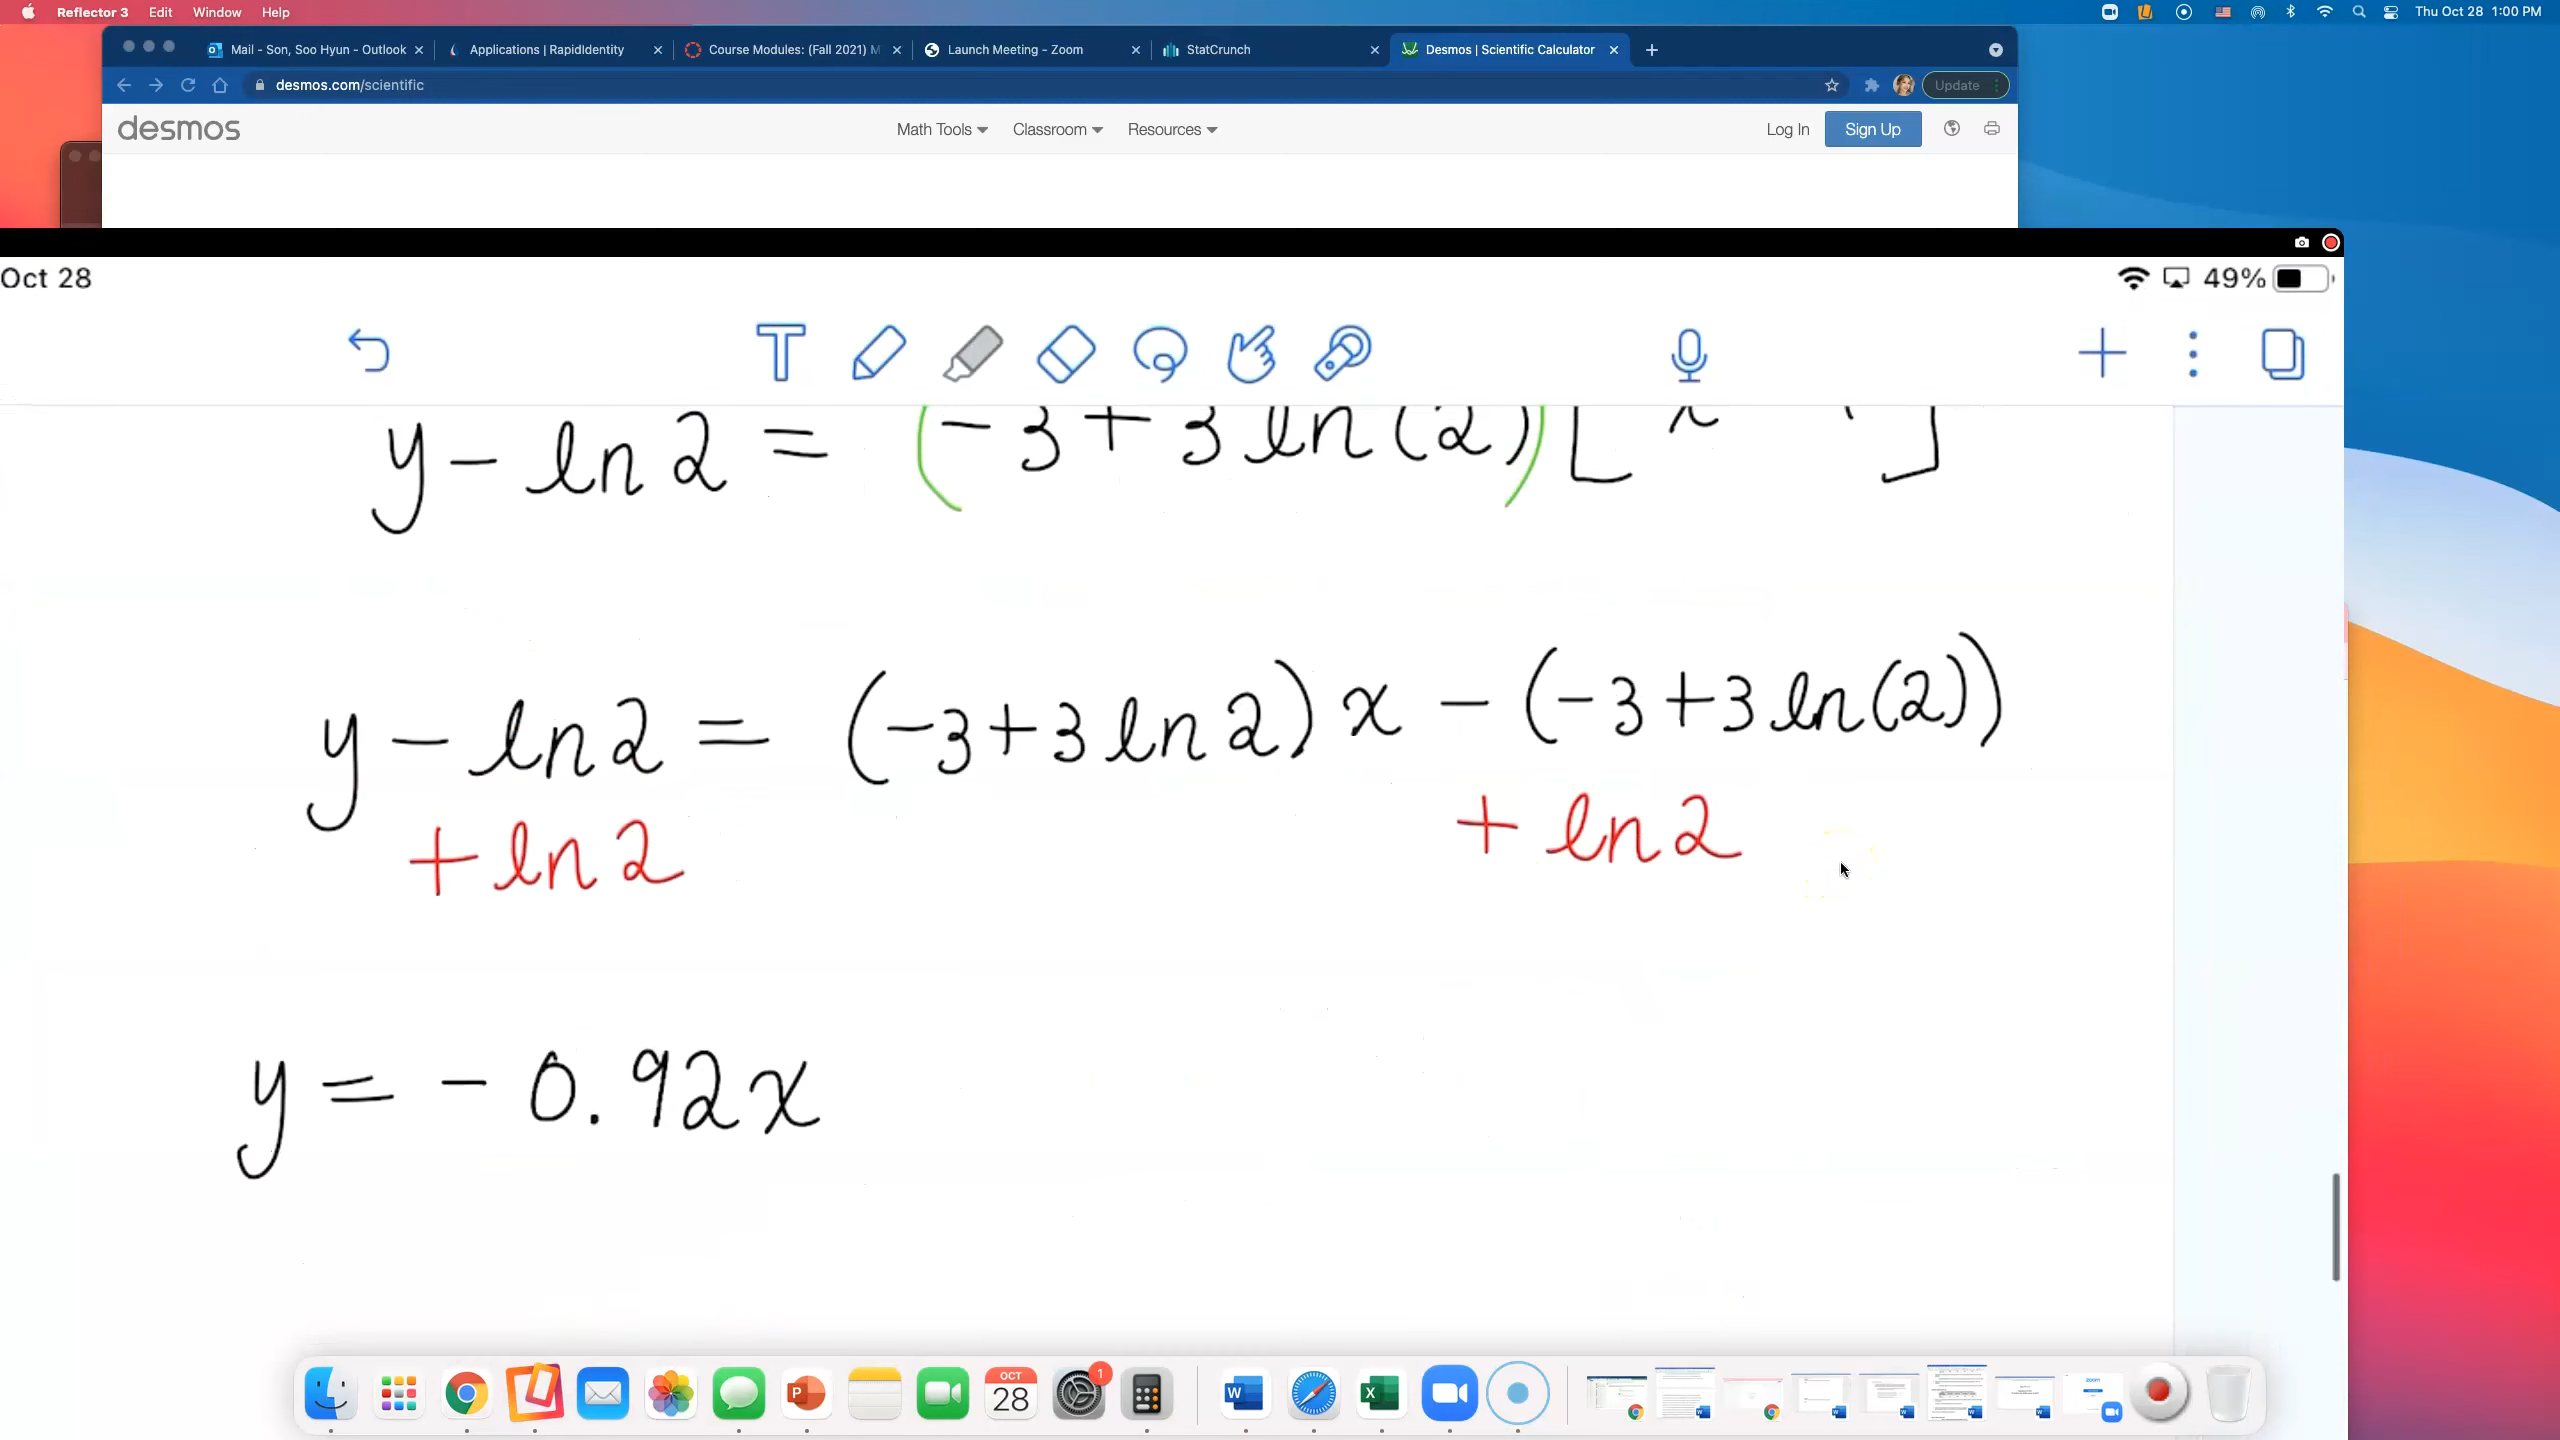 Reflector 3 Edit Window Help Thu Oct 28 1:00 PM
Mail - Son, Soo Hyun - Outlook Applications | RapidIdentity Course Modules: (Fall 2021) M Launch Meeting - Zoom StatCrunch Desmos | Scientific Calculator
desmos.com/scientific Update
desmos Math Tools Classroom Resources Log In Sign Up
Oct 28 49%
T
y - ln 2 = (-3 + 3 ln (2)) [ x - 1 ]
y - ln 2 = (-3 + 3 ln 2) x - (-3 + 3 ln(2))
+ ln 2 + ln 2
y = - 0.92x
OCT
28 1
P W X
zoom